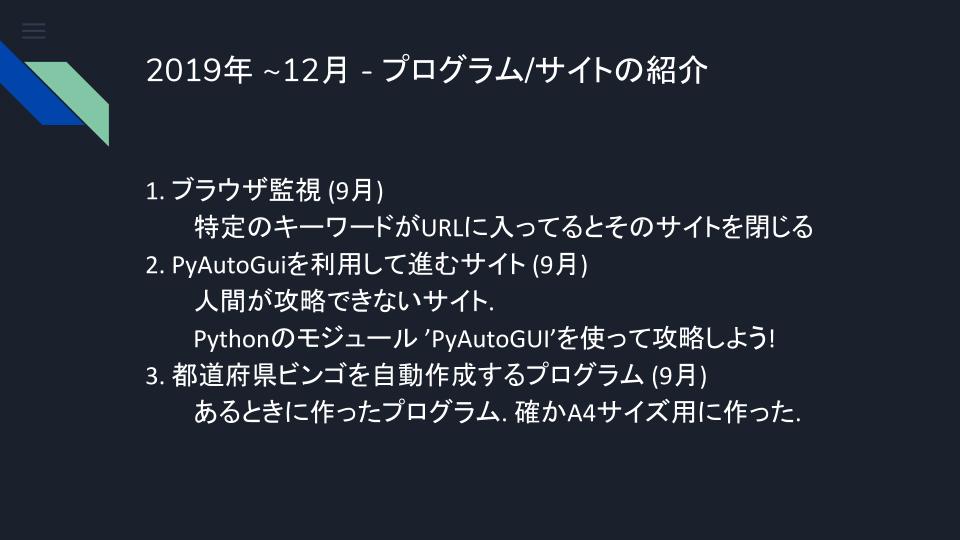 2019年 ~12月 - プログラム/サイトの紹介
1. ブラウザ監視 (9月)
特定のキーワードがURLに入ってるとそのサイトを閉じる
2. PyAutoGuiを利用して進むサイト (9月)
人間が攻略できないサイト.
Pythonのモジュール ’PyAutoGUI’を使って攻略しよう!
3. 都道府県ビンゴを自動作成するプログラム (9月)
あるときに作ったプログラム. 確かA4サイズ用に作った.